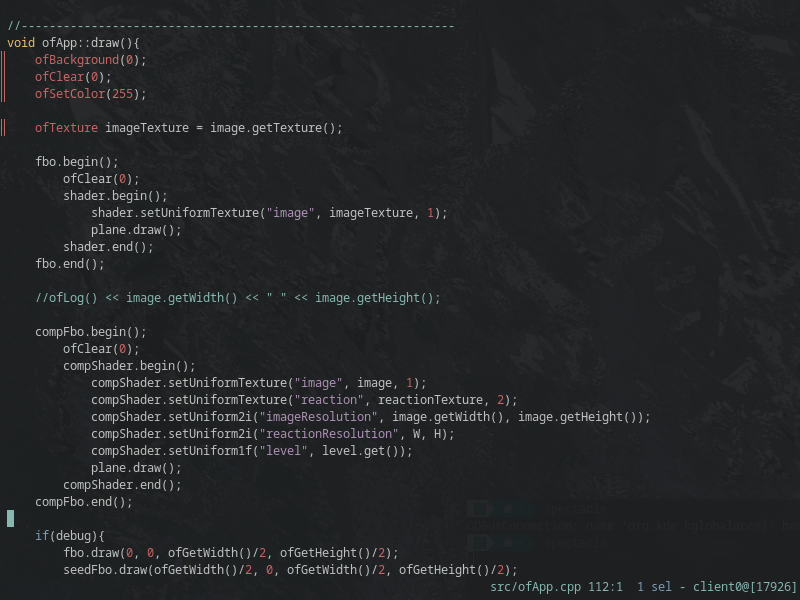 //--------------------------------------------------------------
void ofApp::draw(){
    ofBackground(0);
    ofClear(0);
    ofSetColor(255);

    ofTexture imageTexture = image.getTexture();

    fbo.begin();
        ofClear(0);
        shader.begin();
            shader.setUniformTexture("image", imageTexture, 1);
            plane.draw();
        shader.end();
    fbo.end();

    //ofLog() << image.getWidth() << " " << image.getHeight();

    compFbo.begin();
        ofClear(0);
        compShader.begin();
            compShader.setUniformTexture("image", image, 1);
            compShader.setUniformTexture("reaction", reactionTexture, 2);
            compShader.setUniform2i("imageResolution", image.getWidth(), image.getHeight());
            compShader.setUniform2i("reactionResolution", W, H);
            compShader.setUniform1f("level", level.get());
            plane.draw();
        compShader.end();
    compFbo.end();

    if(debug){
        fbo.draw(0, 0, ofGetWidth()/2, ofGetHeight()/2);
        seedFbo.draw(ofGetWidth()/2, 0, ofGetWidth()/2, ofGetHeight()/2);
src/ofApp.cpp 112:1 1 sel - client0@[17926]